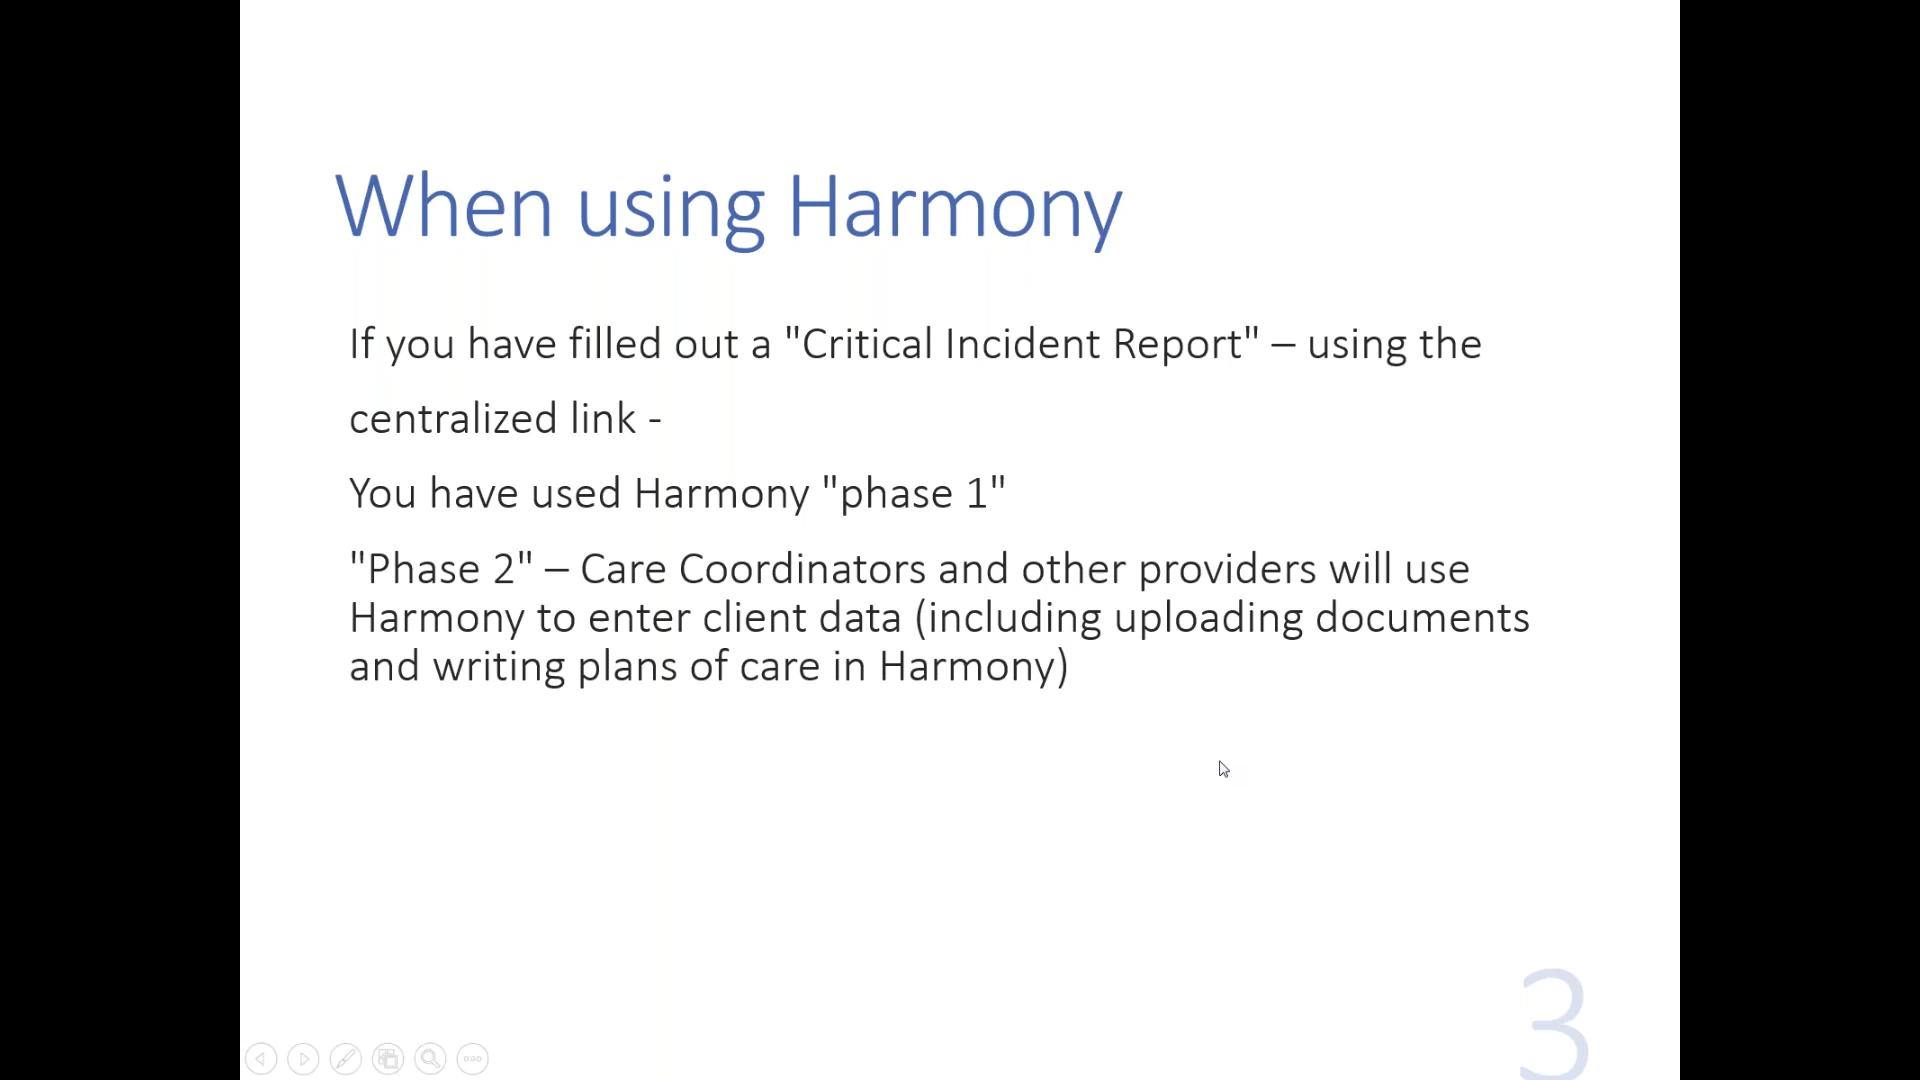 When using Harmony
If you have filled out a "Critical Incident Report" – using the
centralized link -
You have used Harmony "phase 1"
"Phase 2" – Care Coordinators and other providers will use
Harmony to enter client data (including uploading documents
and writing plans of care in Harmony)
3